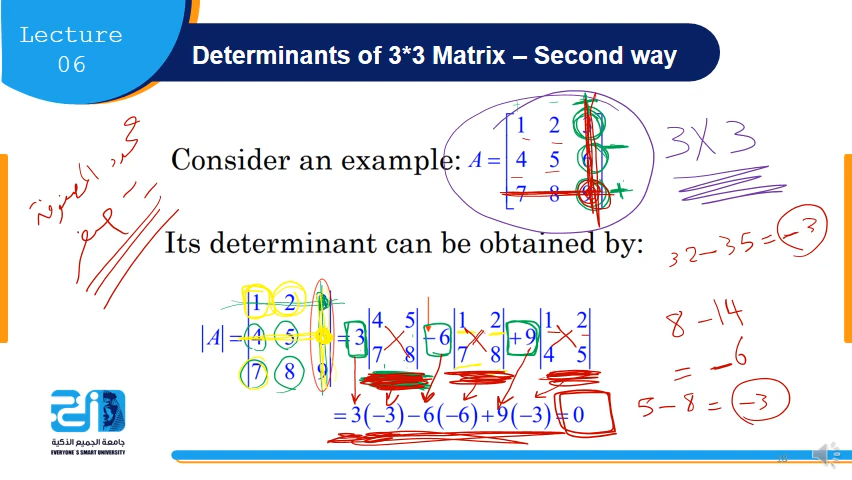 Lecture
06
Determinants of 3*3 Matrix – Second way
Consider an example: A = [1 2 3
4 5 6
7 8 9]
3 X 3
Its determinant can be obtained by:
32 – 35 = – 3
|A| = |1 2 3
4 5 6
7 8 9| = 3 |4 5
7 8| – 6 |1 2
7 8| + 9 |1 2
4 5|
8 – 14
= – 6
= 3(–3) – 6(–6) + 9(–3) = 0
5 – 8 = – 3
جامعة الجميع الذكية
EVERYONE'S SMART UNIVERSITY